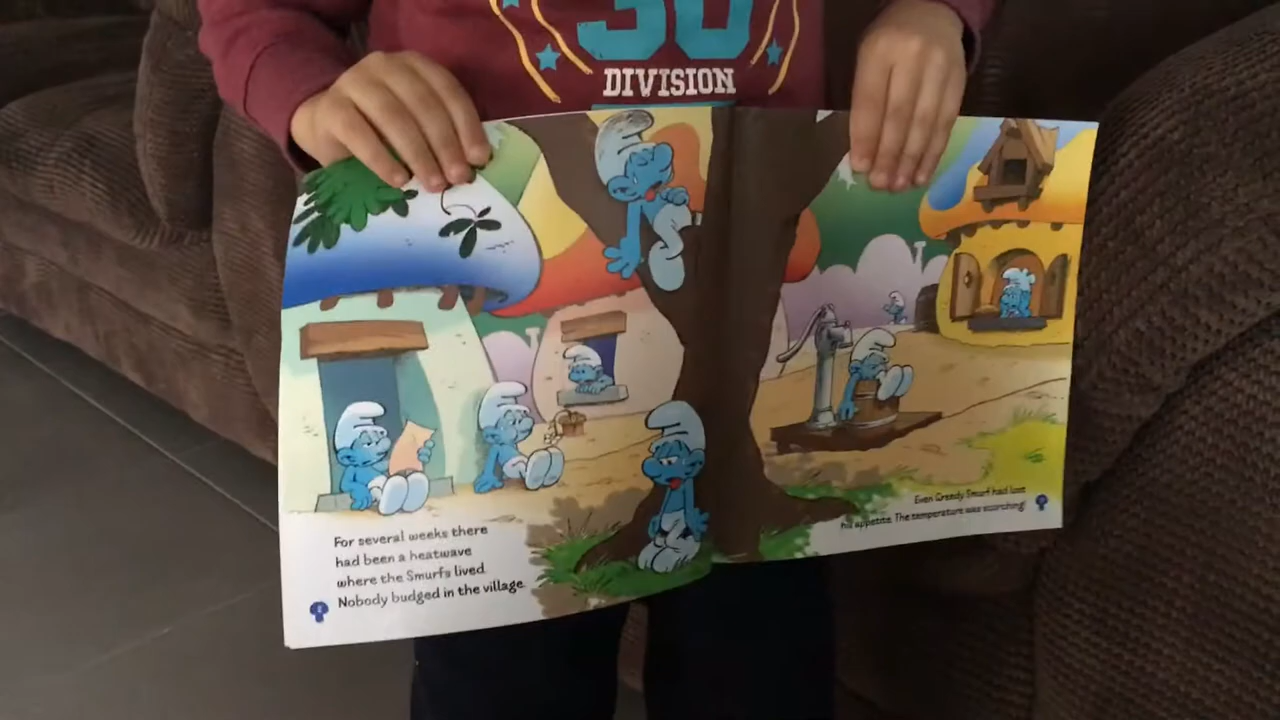 30
DIVISION
For several weeks there
had been a heatwave
where the Smurfs lived.
Nobody budged in the village.
Even Greedy Smurf had lost
his appetite. The temperature was scorching!